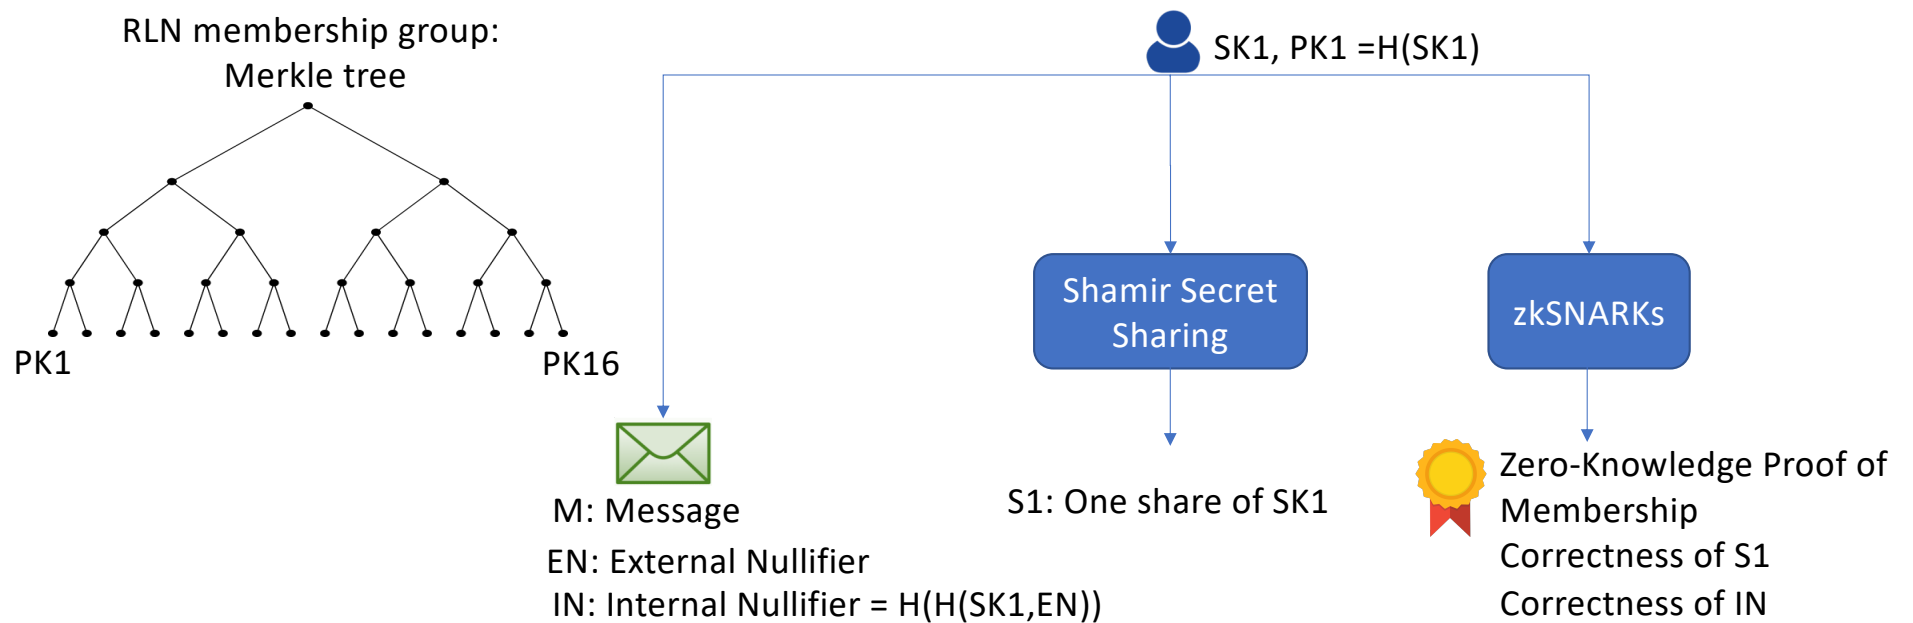 RLN membership group:
Merkle tree
PK1
PK16
SK1, PK1 =H(SK1)
Shamir Secret
Sharing
zkSNARKs
M: Message
EN: External Nullifier
IN: Internal Nullifier = H(H(SK1,EN))
S1: One share of SK1
Zero-Knowledge Proof of
Membership
Correctness of S1
Correctness of IN